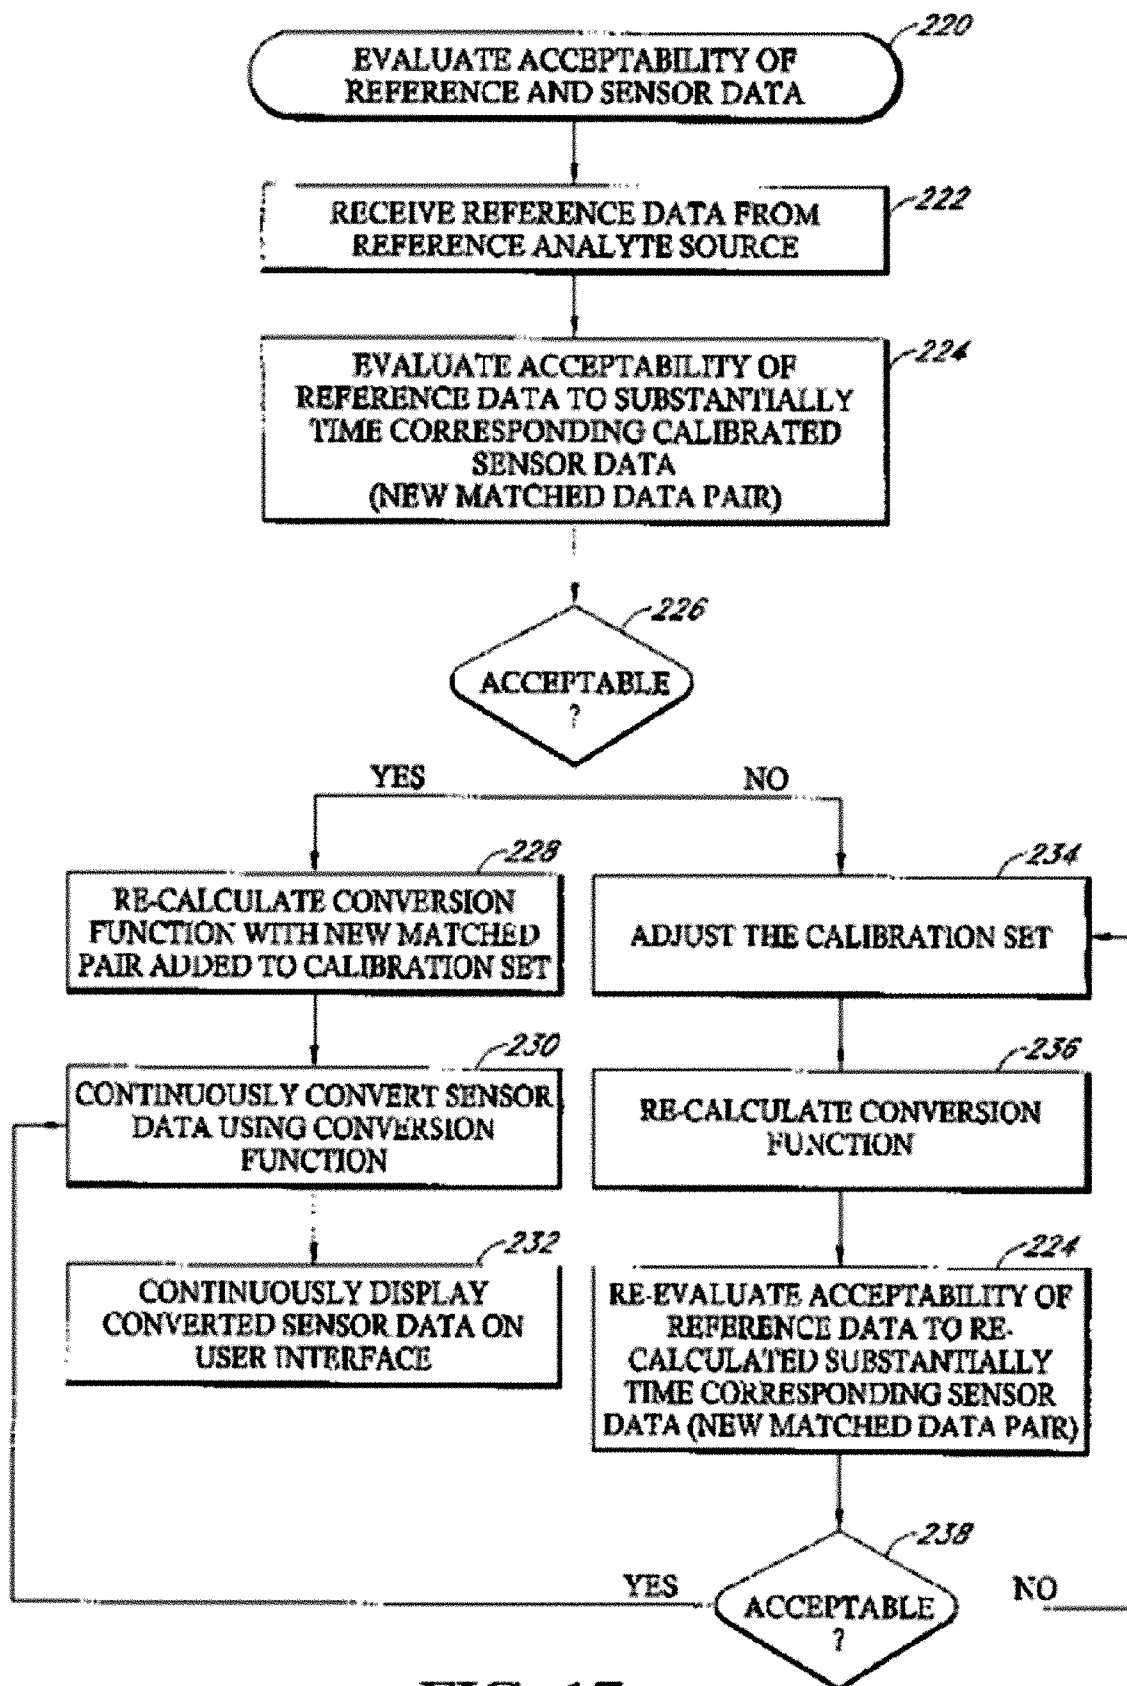 220
EVALUATE ACCEPTABILITY OF
REFERENCE AND SENSOR DATA
222
RECEIVE REFERENCE DATA FROM
REFERENCE ANALYTE SOURCE
224
EVALUATE ACCEPTABILITY OF
REFERENCE DATA TO SUBSTANTIALLY
TIME CORRESPONDING CALIBRATED
SENSOR DATA
(NEW MATCHED DATA PAIR)
226
ACCEPTABLE
?
YES
NO
228
RE-CALCULATE CONVERSION
FUNCTION WITH NEW MATCHED
PAIR ADDED TO CALIBRATION SET
234
ADJUST THE CALIBRATION SET
230
CONTINUOUSLY CONVERT SENSOR
DATA USING CONVERSION
FUNCTION
236
RE-CALCULATE CONVERSION
FUNCTION
232
CONTINUOUSLY DISPLAY
CONVERTED SENSOR DATA ON
USER INTERFACE
224
RE-EVALUATE ACCEPTABILITY OF
REFERENCE DATA TO RE-
CALCULATED SUBSTANTIALLY
TIME CORRESPONDING SENSOR
DATA (NEW MATCHED DATA PAIR)
238
YES
ACCEPTABLE
?
NO